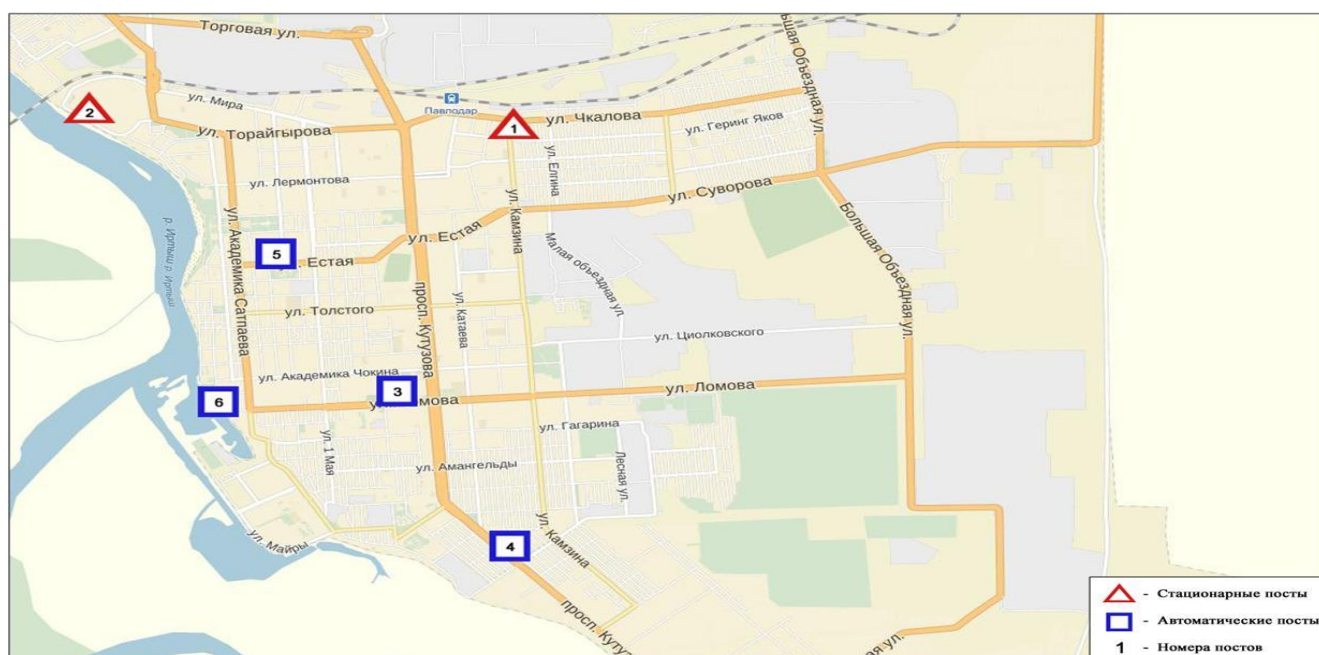 Торговая ул.
Большая Объездная ул.
2
ул. Мира
Павлодар
1
ул. Чкалова
ул. Торайгырова
ул. Геринг Яков
ул. Елгина
ул. Лермонтова
ул. Суворова
ул. Камзина
ул. Академика Сатпаева
р. Иртыш р. Иртыш
ул. Естая
5
ул. Естая
Малая объездная ул.
Большая Объездная ул.
просп. Кутузова
ул. Катаева
ул. Толстого
ул. Циолковского
ул. Академика Чокина
3
ул. Ломова
6
ул. Гагарина
ул. 1 Мая
ул. Амангельды
Лесная ул.
ул. Майры
4
ул. Камзина
просп. Куту
ная ул.
- Стационарные посты
- Автоматические посты
1 - Номера постов